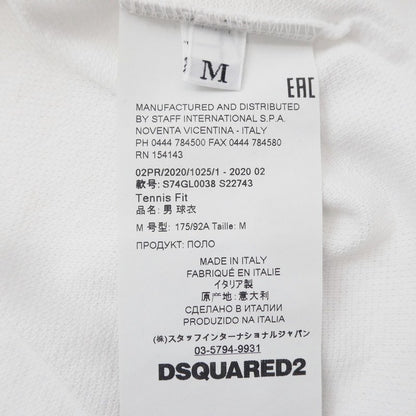 M
EAC
MANUFACTURED AND DISTRIBUTED
BY STAFF INTERNATIONAL S.P.A.
NOVENTA VICENTINA - ITALY
PH 0444 784500 FAX 0444 784580
RN 154143
02PR/2020/1025/1 - 2020 02
款号: S74GL0038 S22743
Tennis Fit
品名: 男 球衣
M 号型: 175/92A Taille: M
ПРОДУКТ: ПОЛО
MADE IN ITALY
FABRIQUÉ EN ITALIE
イタリア製
原产地: 意大利
СДЕЛАНО В ИТАЛИИ
PRODUZIDO NA ITALIA
(株)スタッフインターナショナルジャパン
03-5794-9931
DSQUARED2